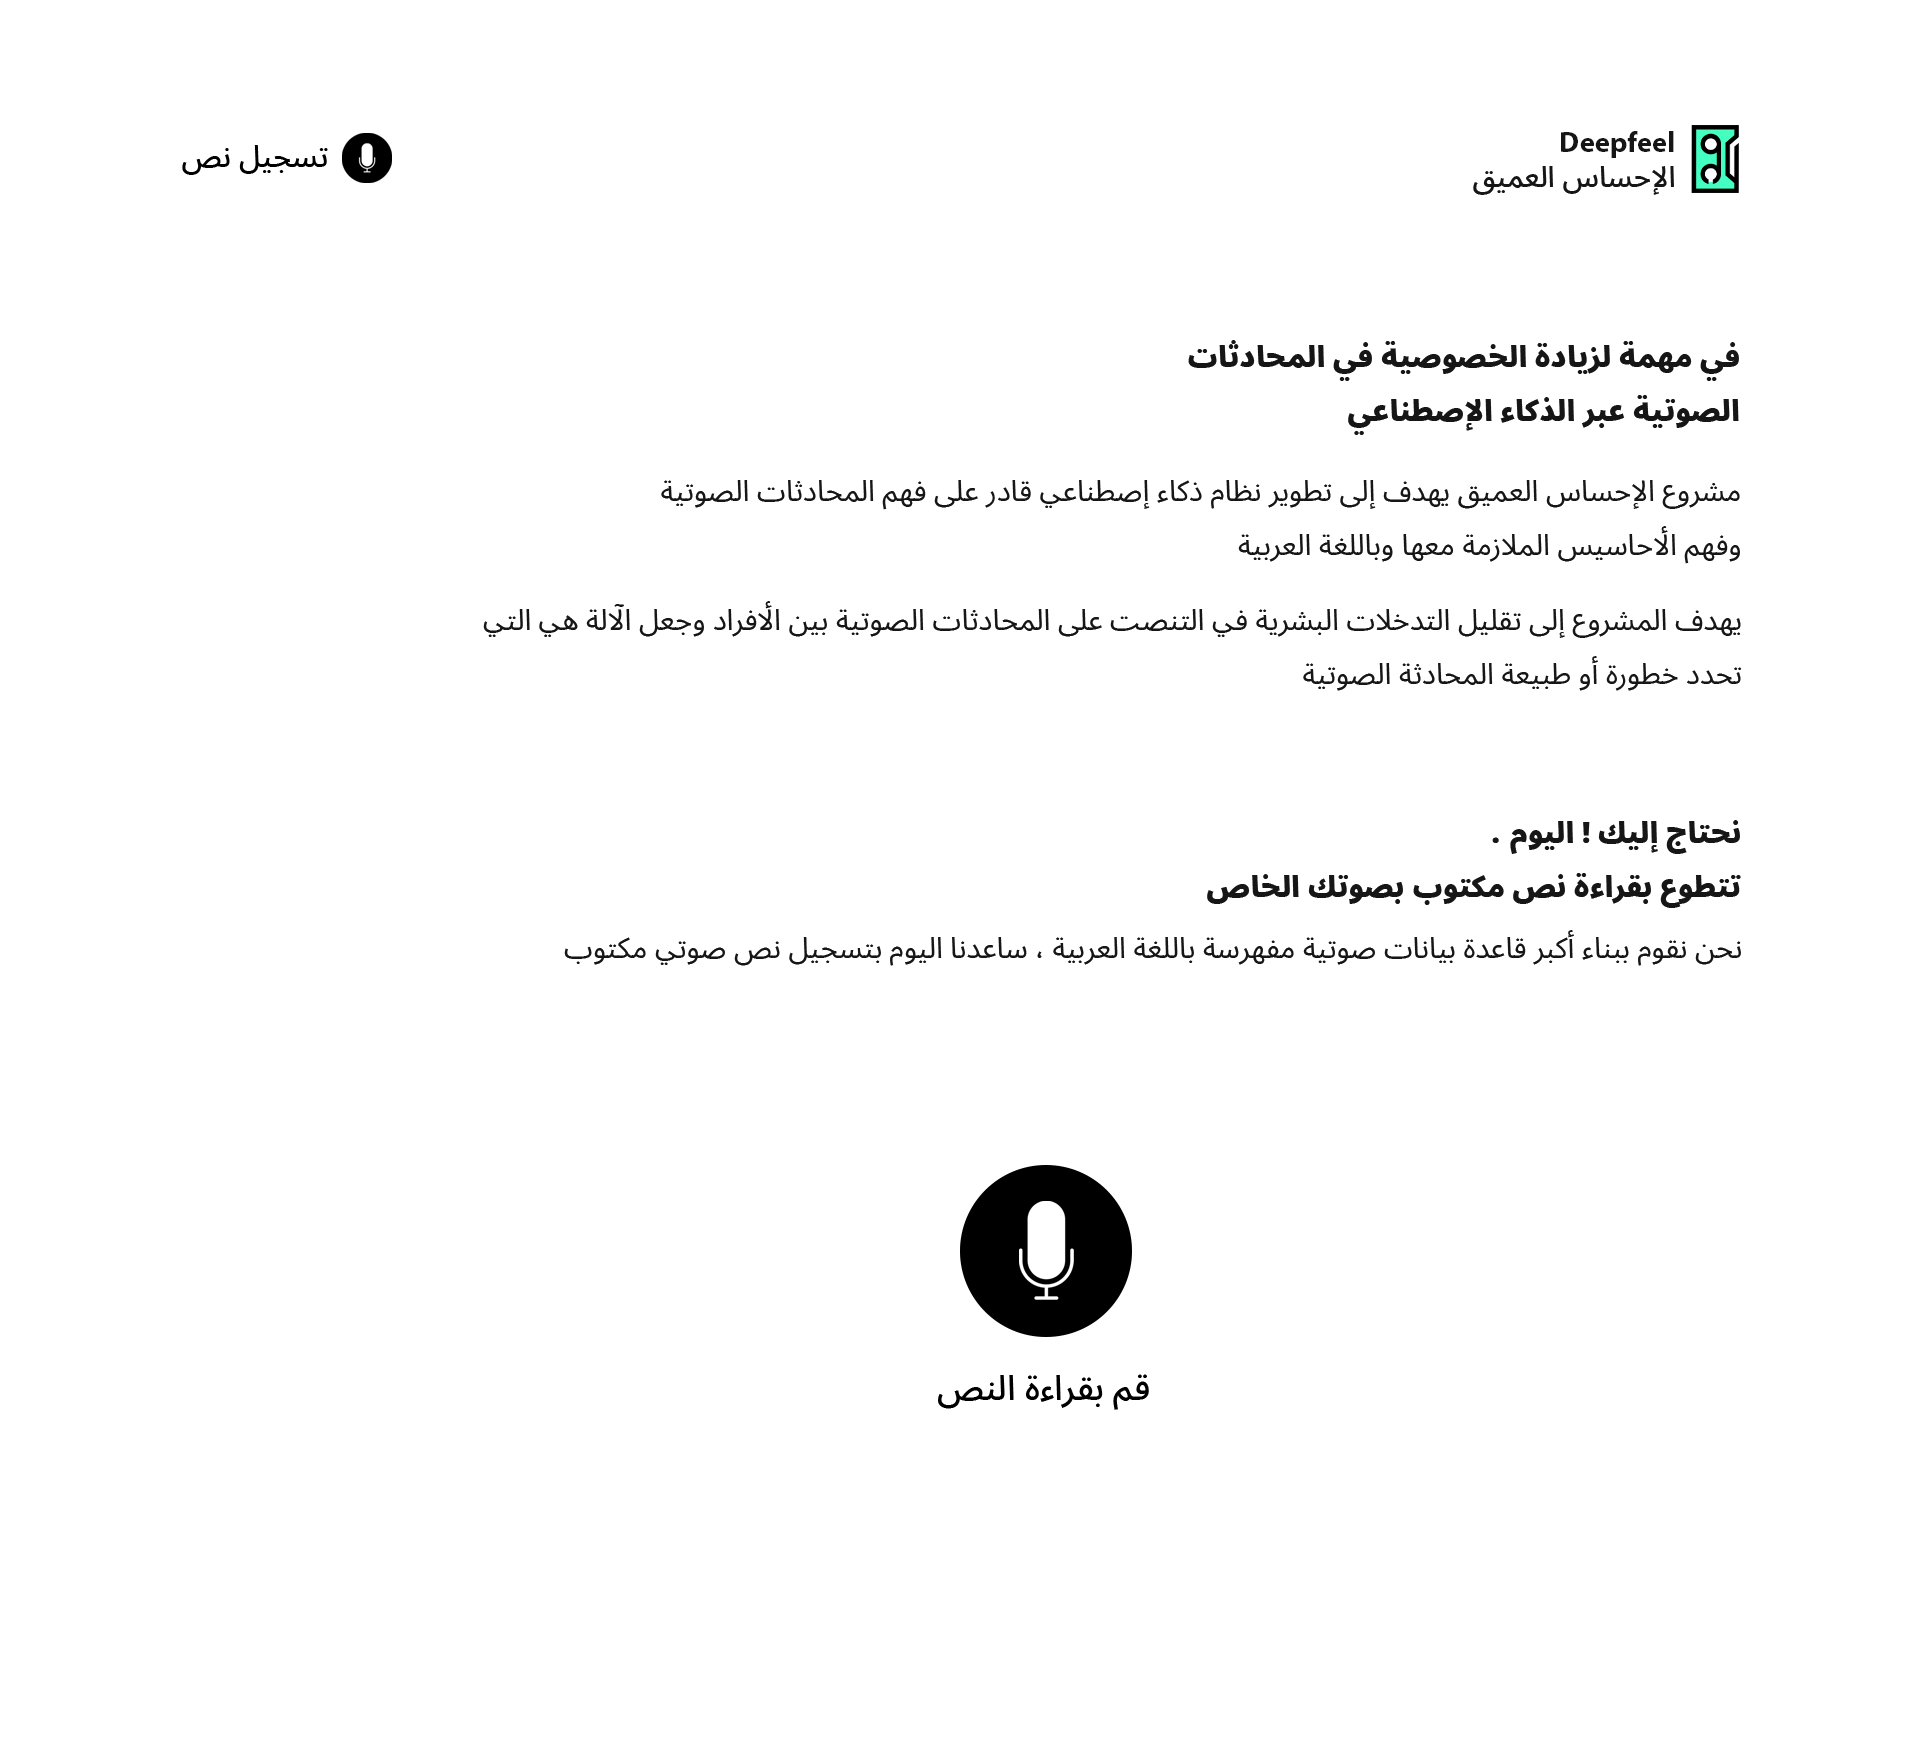 Deepfeel
الإحساس العميق
تسجيل نص
في مهمة لزيادة الخصوصية في المحادثات
الصوتية عبر الذكاء الإصطناعي
مشروع الإحساس العميق يهدف إلى تطوير نظام ذكاء إصطناعي قادر على فهم المحادثات الصوتية
وفهم الأحاسيس الملازمة معها وباللغة العربية
يهدف المشروع إلى تقليل التدخلات البشرية في التنصت على المحادثات الصوتية بين الأفراد وجعل الآلة هي التي
تحدد خطورة أو طبيعة المحادثة الصوتية
نحتاج إليك ! اليوم .
تتطوع بقراءة نص مكتوب بصوتك الخاص
نحن نقوم ببناء أكبر قاعدة بيانات صوتية مفهرسة باللغة العربية ، ساعدنا اليوم بتسجيل نص صوتي مكتوب
قم بقراءة النص